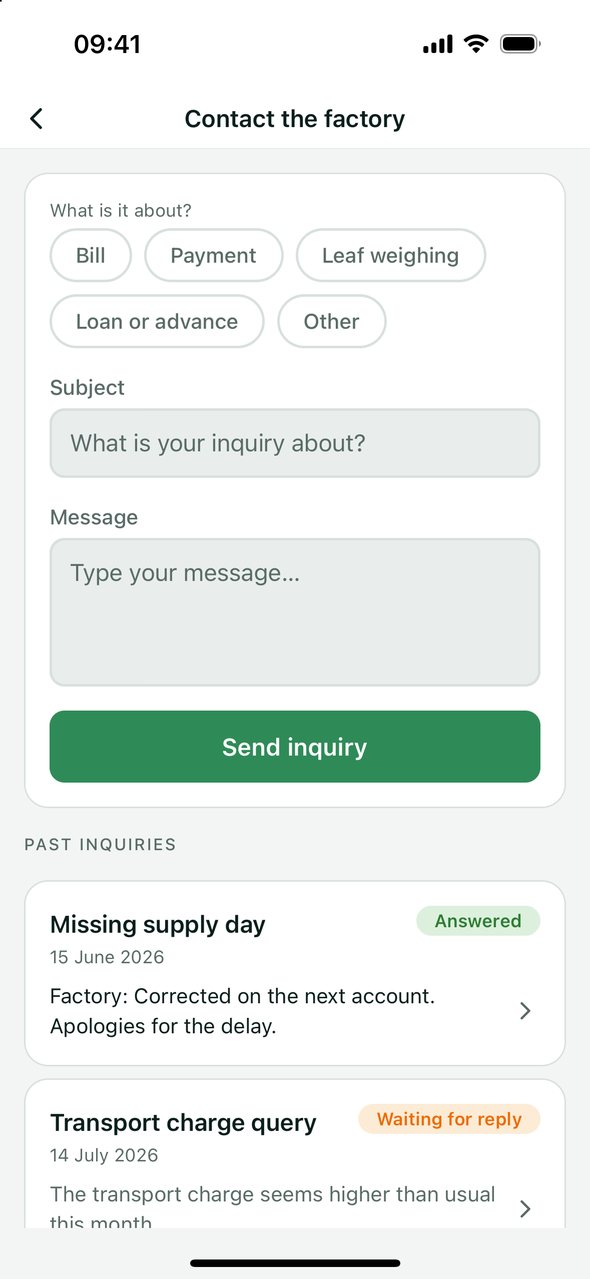 09:41
Contact the factory
What is it about?
Bill
Payment
Leaf weighing
Loan or advance
Other
Subject
What is your inquiry about?
Message
Type your message...
Send inquiry
PAST INQUIRIES
Missing supply day
Answered
15 June 2026
Factory: Corrected on the next account.
Apologies for the delay.
Transport charge query
Waiting for reply
14 July 2026
The transport charge seems higher than usual
this month